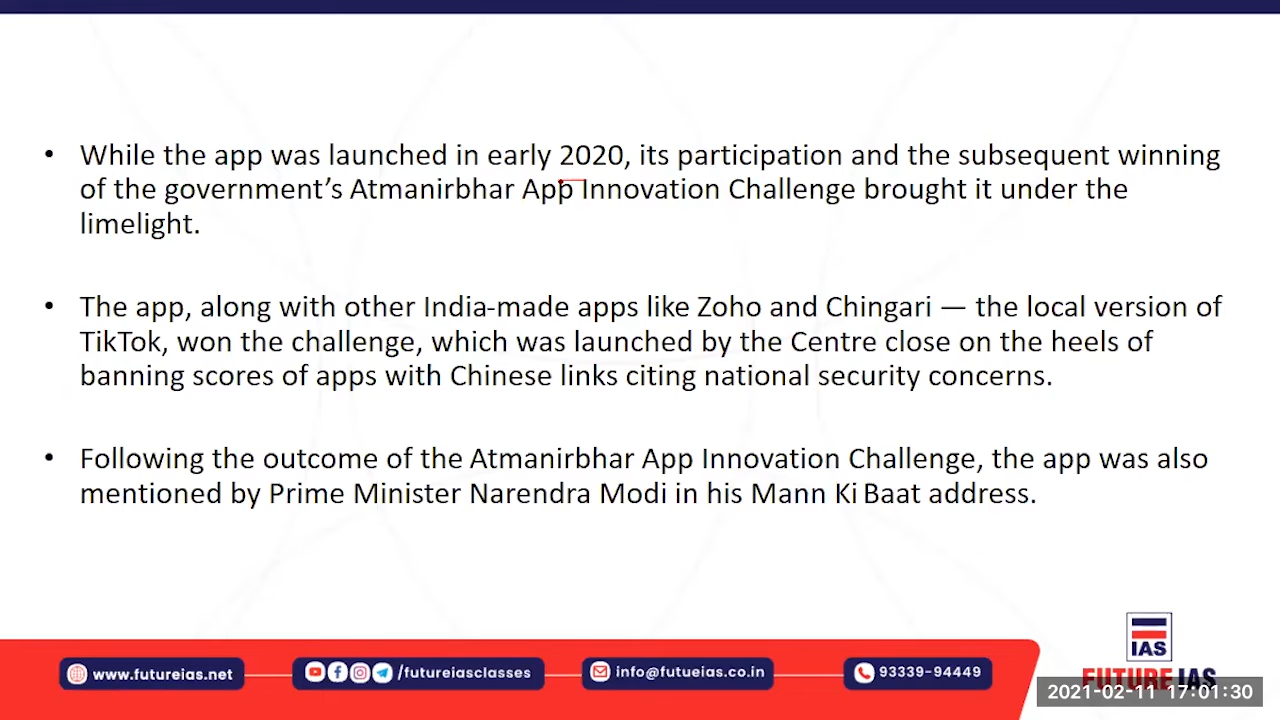 • While the app was launched in early 2020, its participation and the subsequent winning
of the government’s Atmanirbhar App Innovation Challenge brought it under the
limelight.
• The app, along with other India-made apps like Zoho and Chingari — the local version of
TikTok, won the challenge, which was launched by the Centre close on the heels of
banning scores of apps with Chinese links citing national security concerns.
• Following the outcome of the Atmanirbhar App Innovation Challenge, the app was also
mentioned by Prime Minister Narendra Modi in his Mann Ki Baat address.
IAS
FUTURE IAS
www.futureias.net
/futureiasclasses
info@futueias.co.in
93339-94449
2021-02-11 17:01:30